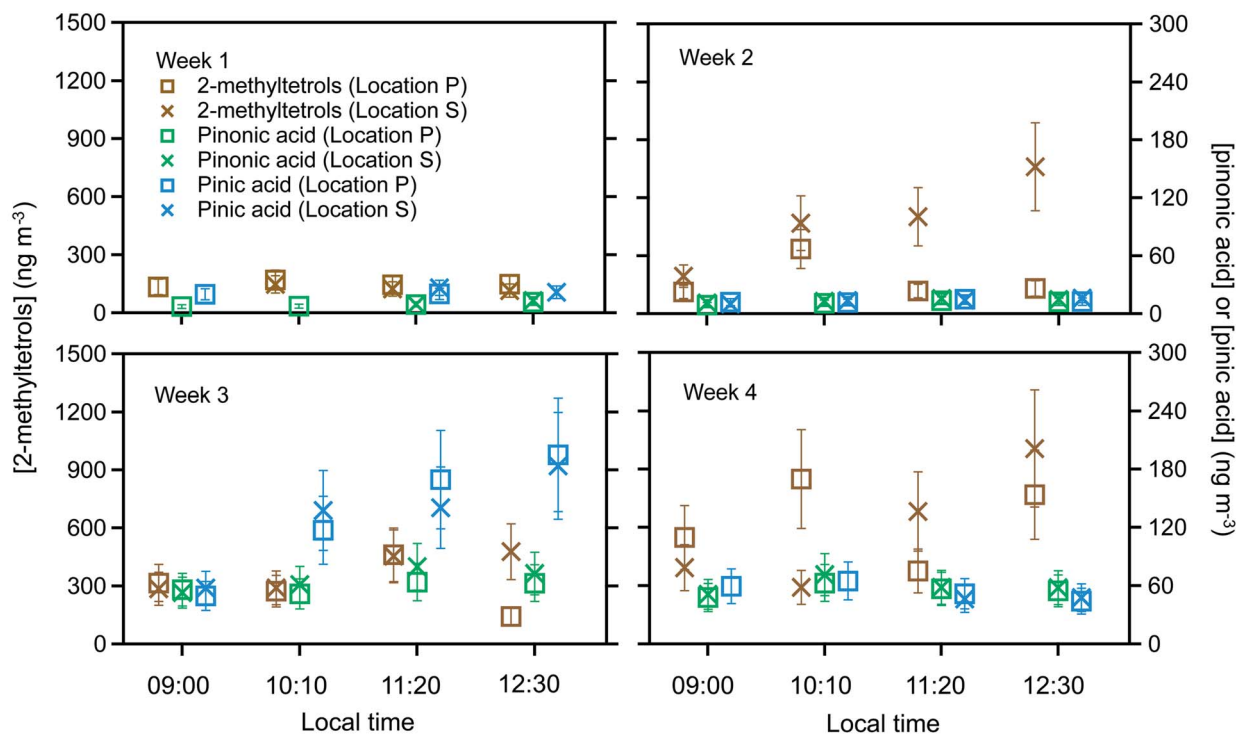 1500
1200
900
600
300
0
[2-methyltetrols] (ng m-3)
Week 1
2-methyltetrols (Location P)
2-methyltetrols (Location S)
Pinonic acid (Location P)
Pinonic acid (Location S)
Pinic acid (Location P)
Pinic acid (Location S)
Week 2
300
240
180
120
60
0
[pinonic acid] or [pinic acid] (ng m-3)
1500
1200
900
600
300
0
Week 3
Week 4
300
240
180
120
60
0
09:00 10:10 11:20 12:30
Local time
09:00 10:10 11:20 12:30
Local time